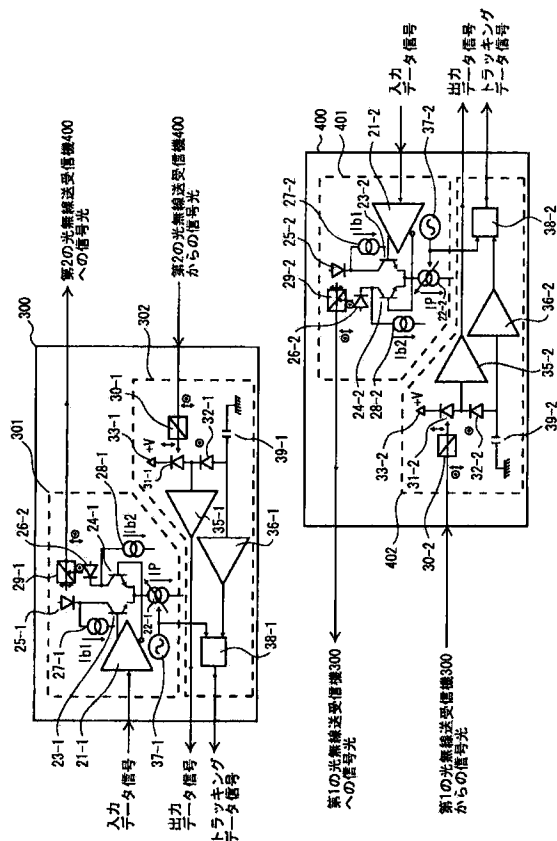 300
301
302
第2の光無線送受信機400
への信号光
第2の光無線送受信機400
からの信号光
25-1
29-1
26-2
24-1
28-1
27-1
Ib1
Ib2
IP
22-1
23-1
21-1
37-1
33-1
+V
30-1
31-1
32-1
35-1
39-1
36-1
38-1
入力
データ信号
出力
データ信号
トラッキング
データ信号
400
401
402
入力
データ信号
出力
データ信号
トラッキング
データ信号
25-2
27-2
23-2
Ib1
21-2
37-2
29-2
26-2
Ib2
IP
22-2
24-2
28-2
33-2
+V
31-2
32-2
30-2
35-2
36-2
38-2
39-2
第1の光無線送受信機300
への信号光
第1の光無線送受信機300
からの信号光